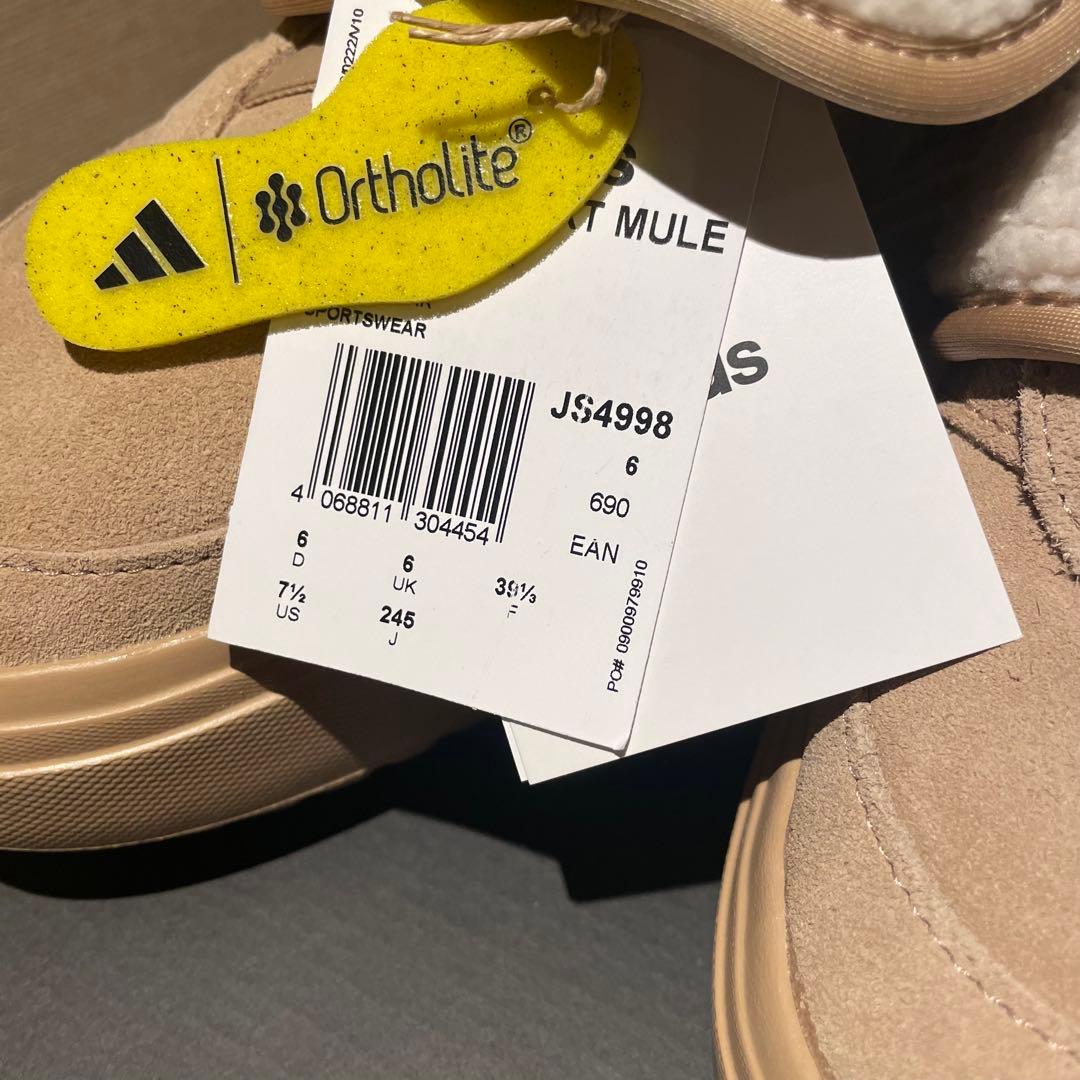 Ortholite®
MULE
SPORTSWEAR
as
JS4998
6
690
EAN
4 068811 304454
6
D
6
UK
39⅓
F
7½
US
245
J
PO# 0900979910